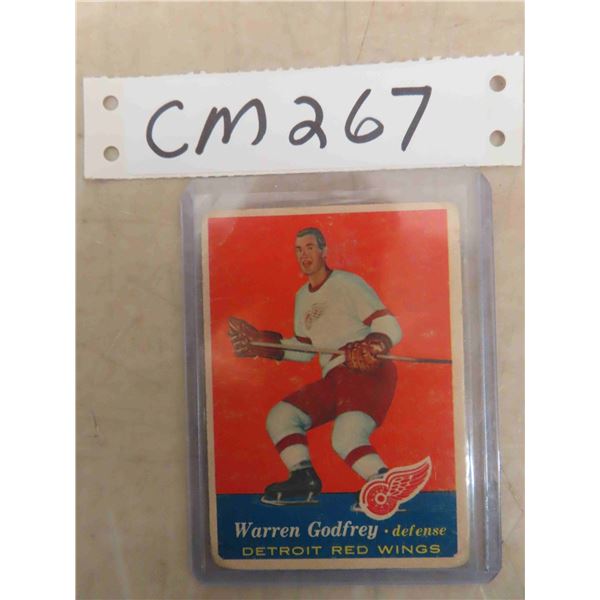 CM267
Warren Godfrey · defense
DETROIT RED WINGS